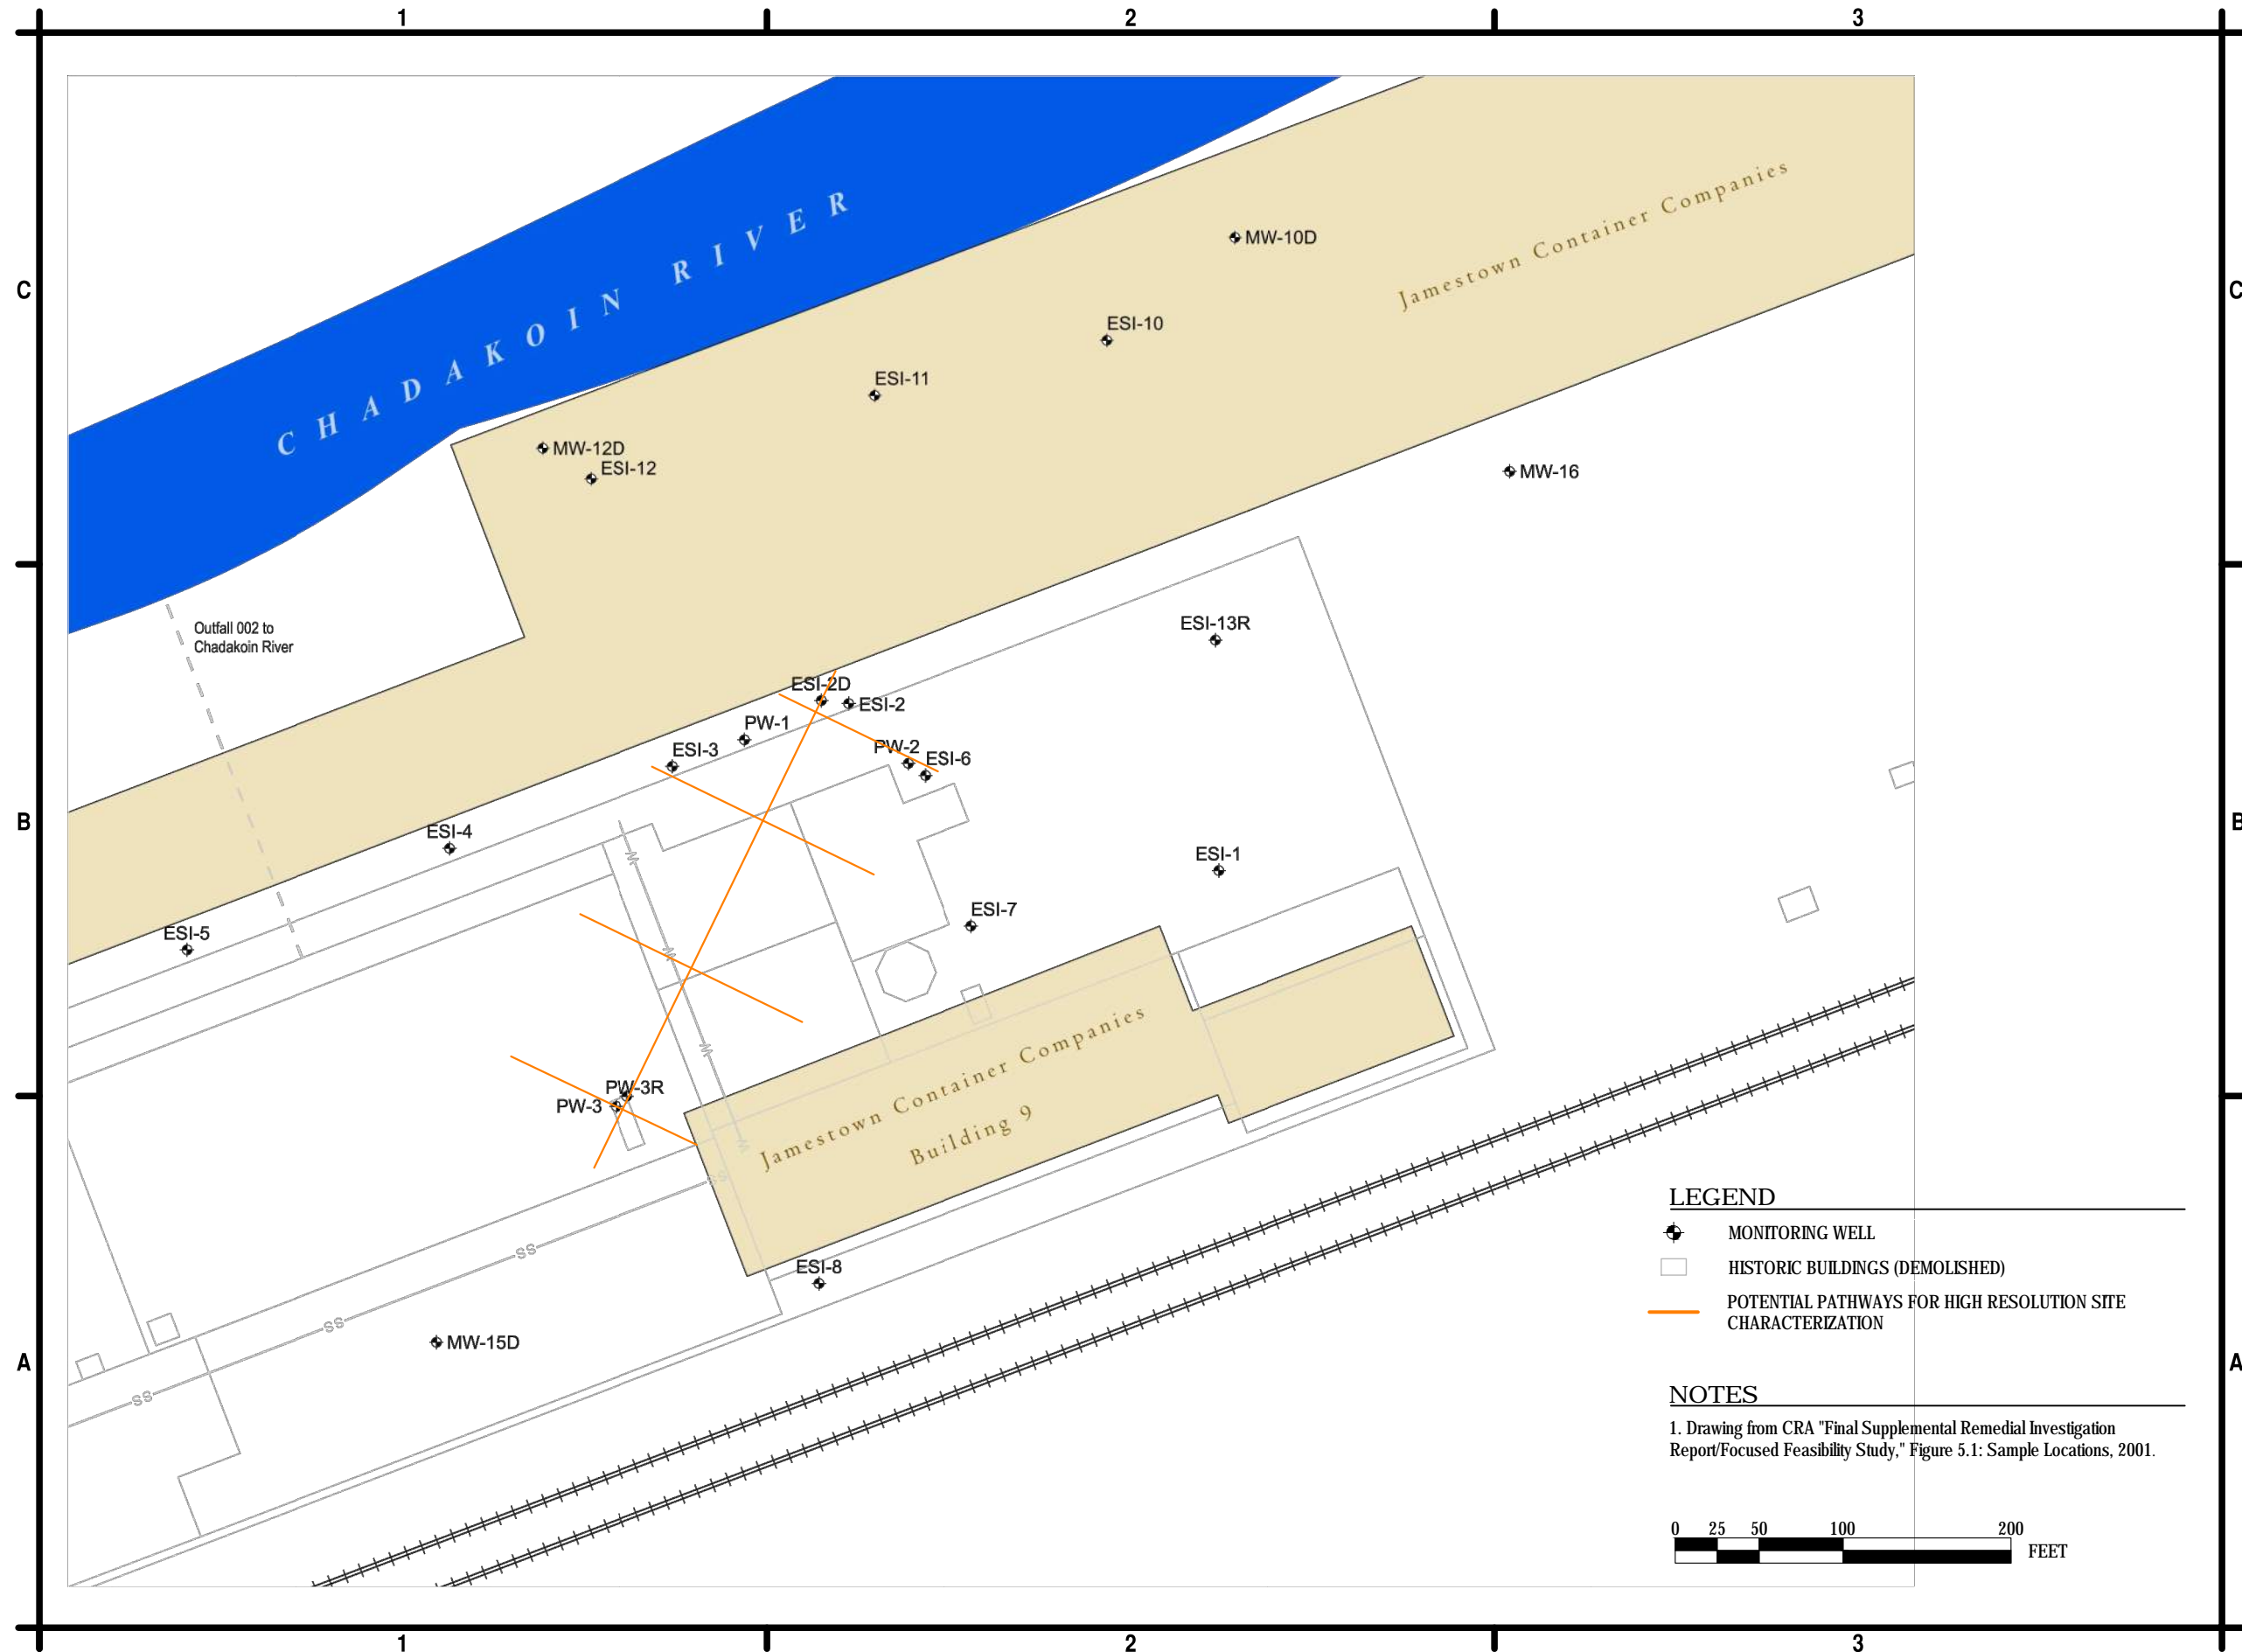 1
2
3
C
C
CHADAKOIN RIVER
Jamestown Container Companies
MW-10D
ESI-10
ESI-11
MW-12D
ESI-12
MW-16
Outfall 002 to
Chadakoin River
ESI-13R
ESI-2D
ESI-2
PW-1
ESI-3
PW-2
ESI-6
B
B
ESI-4
W
ESI-1
ESI-7
ESI-5
W
W
Jamestown Container Companies
Building 9
PW-3R
PW-3
W
SS
SS
ESI-8
SS
MW-15D
SS
A
A
LEGEND
MONITORING WELL
HISTORIC BUILDINGS (DEMOLISHED)
POTENTIAL PATHWAYS FOR HIGH RESOLUTION SITE
CHARACTERIZATION
NOTES
1. Drawing from CRA "Final Supplemental Remedial Investigation
Report/Focused Feasibility Study," Figure 5.1: Sample Locations, 2001.
0 25 50 100 200
FEET
1
2
3